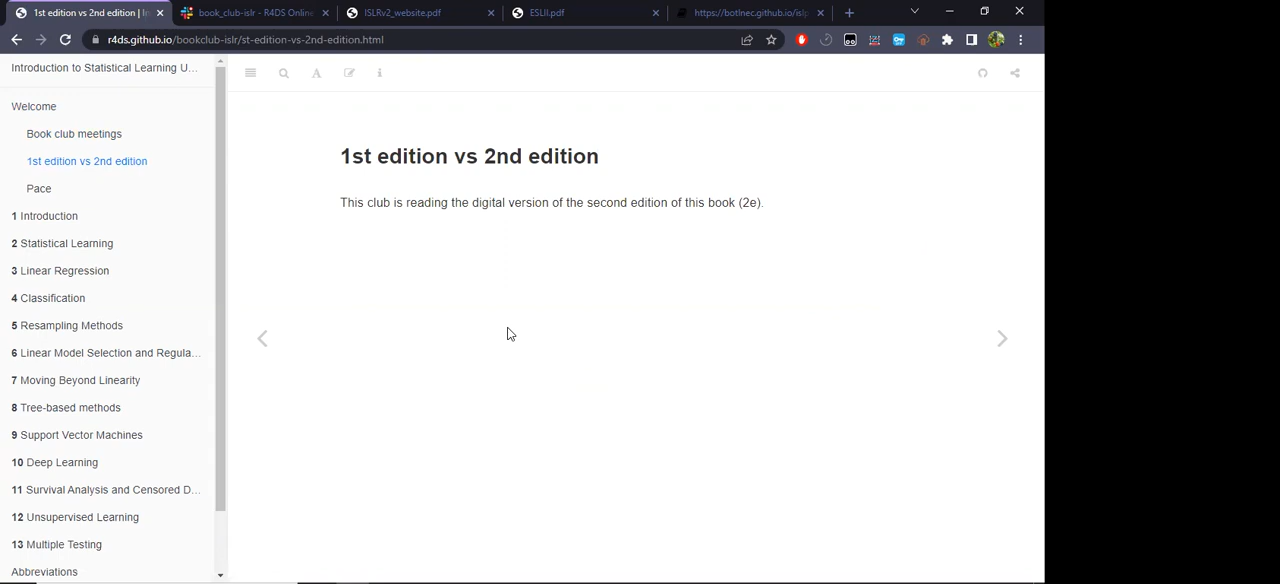 1st edition vs 2nd edition | In
book_club-islr - R4DS Online
ISLRv2_website.pdf
ESLII.pdf
https://botlnec.github.io/islp
r4ds.github.io/bookclub-islr/st-edition-vs-2nd-edition.html
Introduction to Statistical Learning U...
Welcome
Book club meetings
1st edition vs 2nd edition
Pace
1 Introduction
2 Statistical Learning
3 Linear Regression
4 Classification
5 Resampling Methods
6 Linear Model Selection and Regula...
7 Moving Beyond Linearity
8 Tree-based methods
9 Support Vector Machines
10 Deep Learning
11 Survival Analysis and Censored D...
12 Unsupervised Learning
13 Multiple Testing
Abbreviations
1st edition vs 2nd edition
This club is reading the digital version of the second edition of this book (2e).